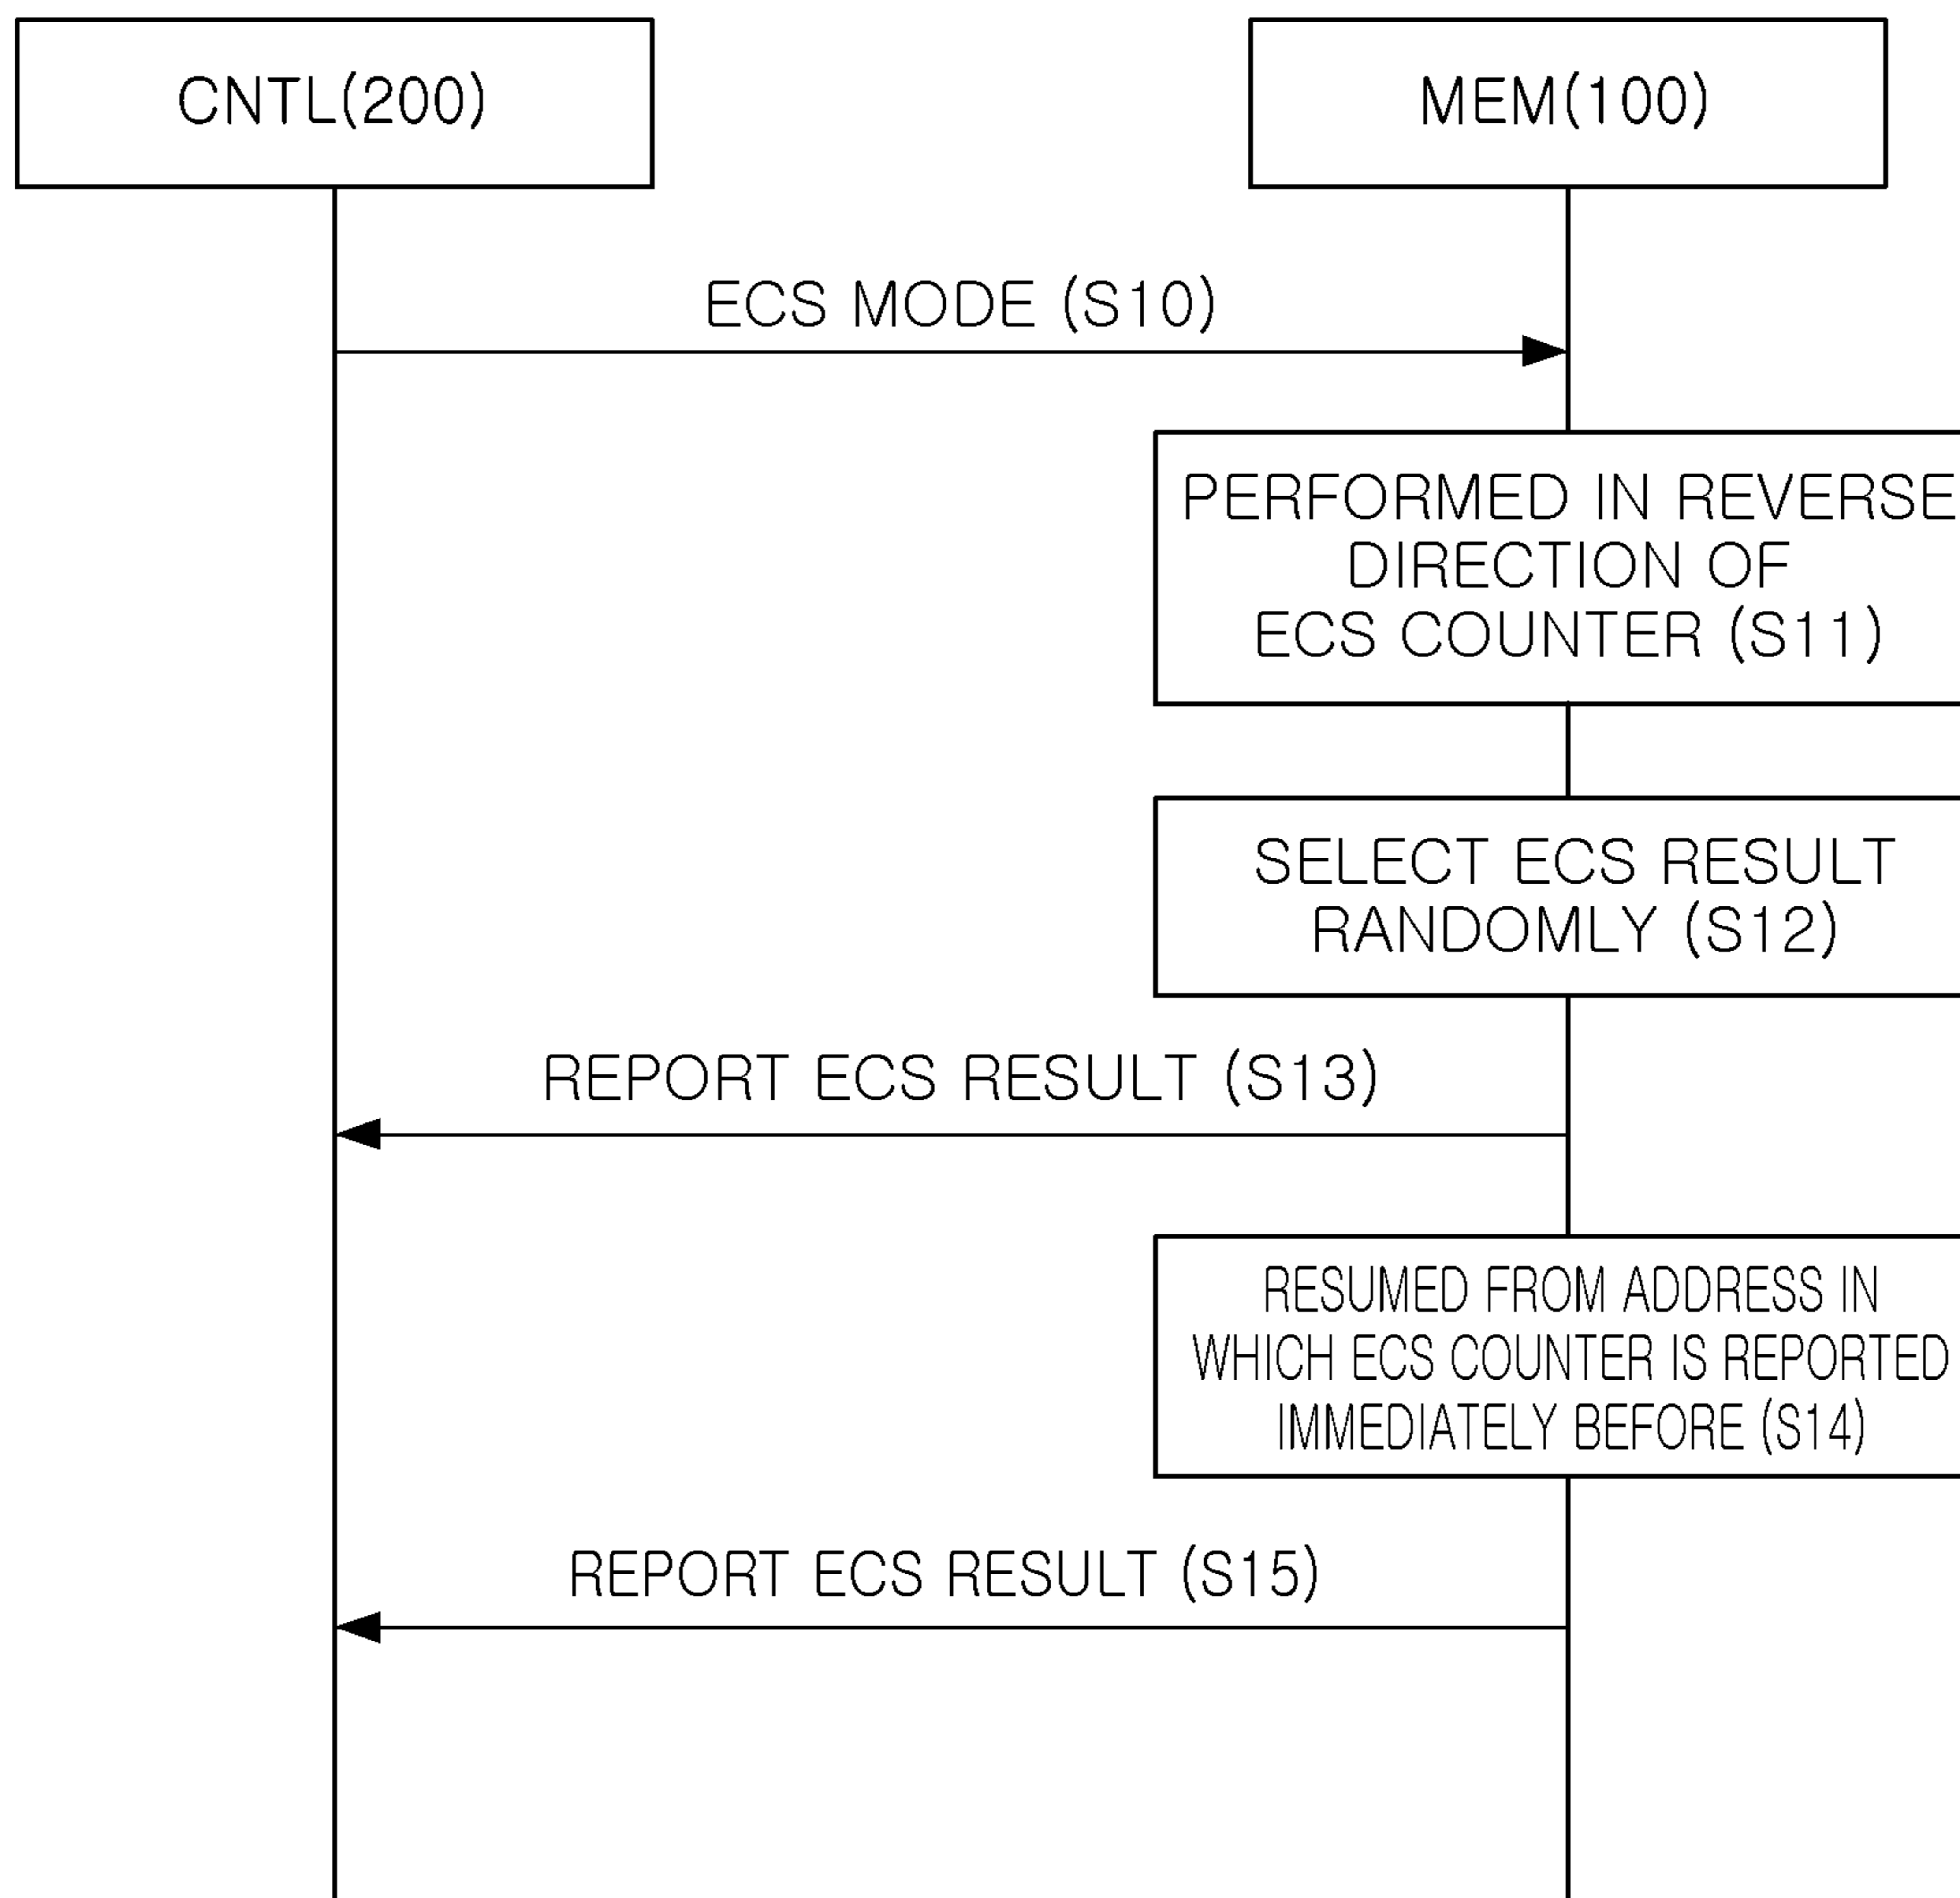 CNTL(200)
MEM(100)
ECS MODE (S10)
PERFORMED IN REVERSE
DIRECTION OF
ECS COUNTER (S11)
SELECT ECS RESULT
RANDOMLY (S12)
REPORT ECS RESULT (S13)
RESUMED FROM ADDRESS IN
WHICH ECS COUNTER IS REPORTED
IMMEDIATELY BEFORE (S14)
REPORT ECS RESULT (S15)